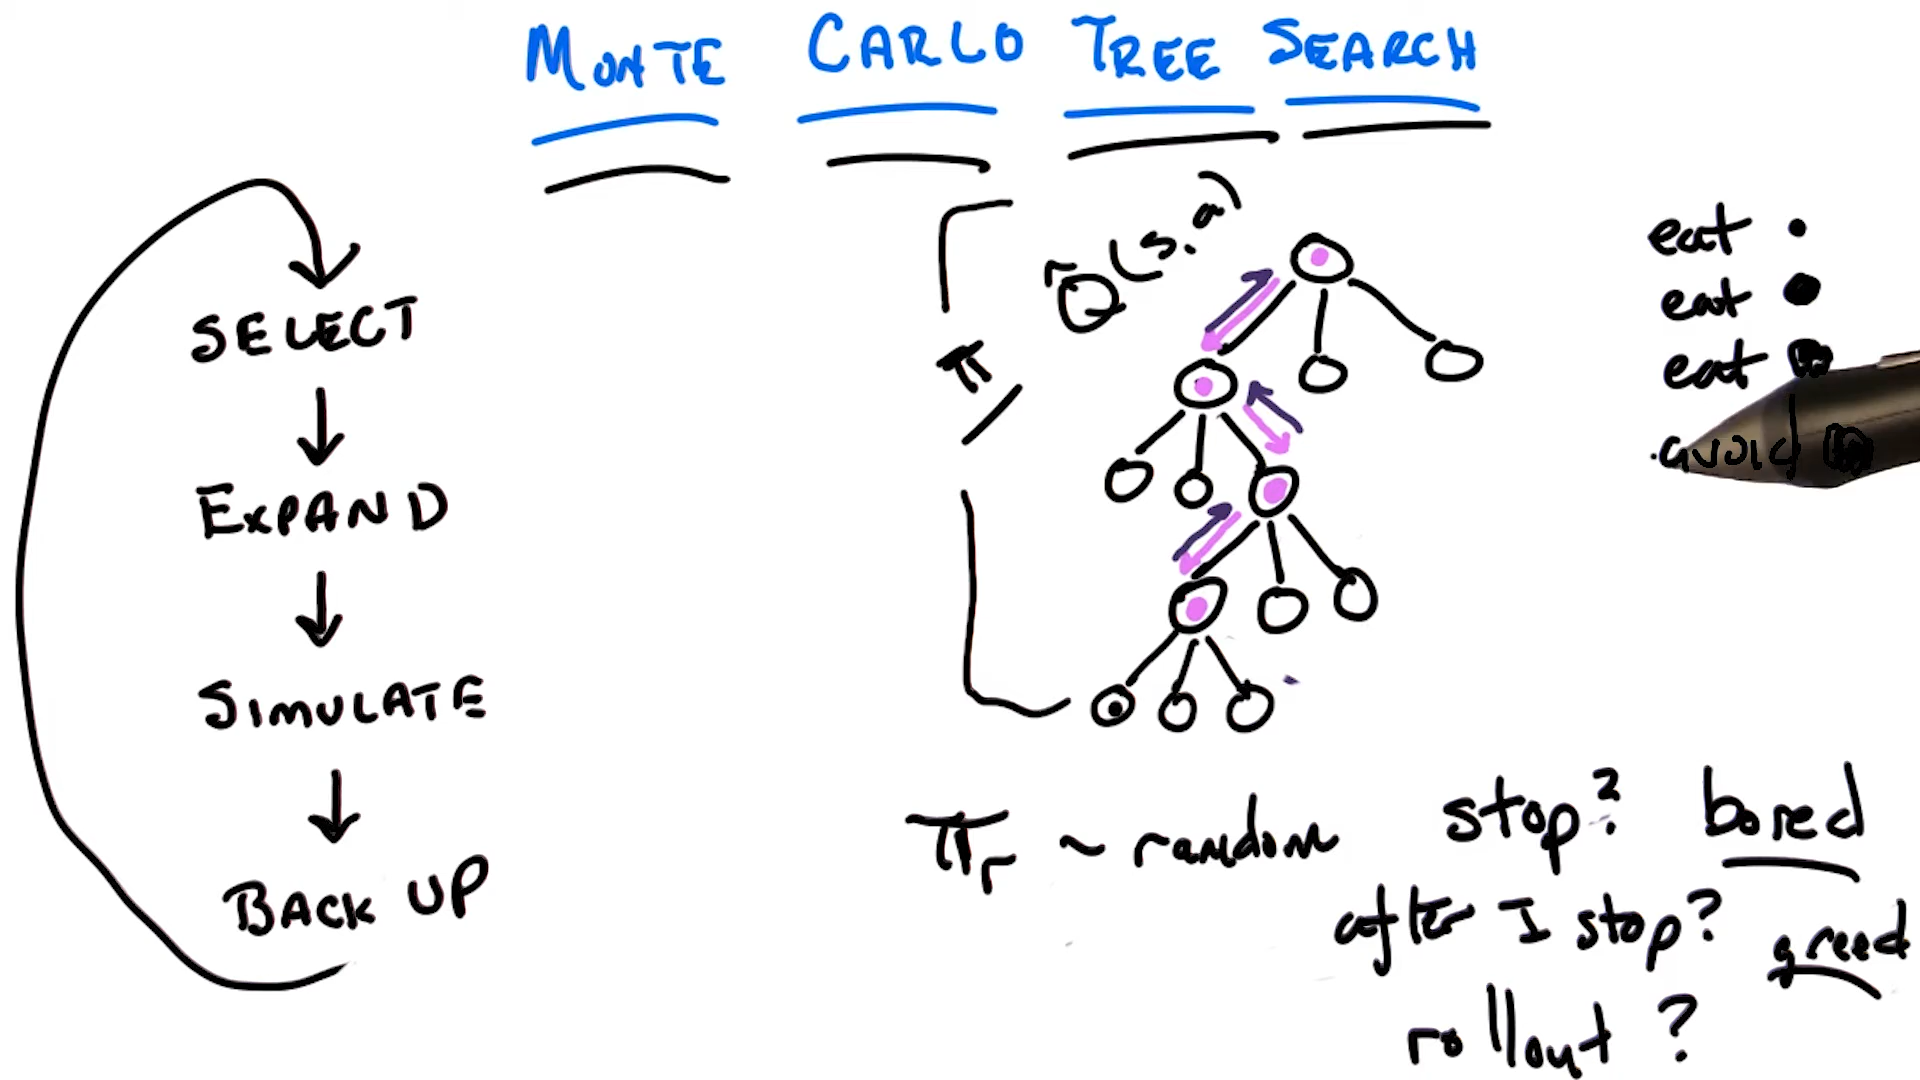 MONTE CARLO TREE SEARCH
SELECT
EXPAND
SIMULATE
BACK UP
π
Q̂(s,a)
eat
eat
eat
avoid
πr ~ random
stop? bored
after I stop? greed
rollout?